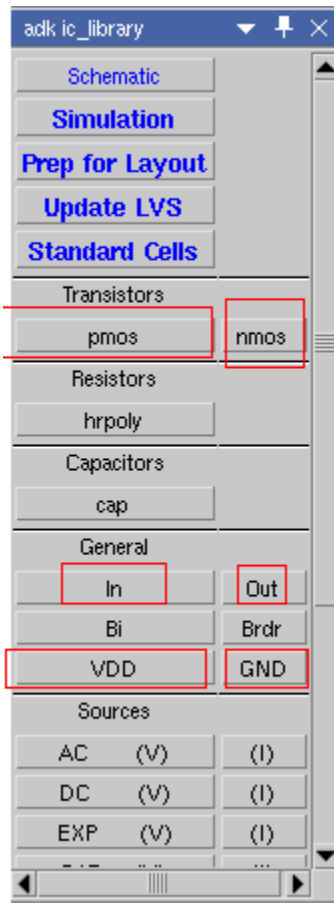 adk ic_library
Schematic
Simulation
Prep for Layout
Update LVS
Standard Cells
Transistors
pmos nmos
Resistors
hrpoly
Capacitors
cap
General
In Out
Bi Brdr
VDD GND
Sources
AC (V) (I)
DC (V) (I)
EXP (V) (I)